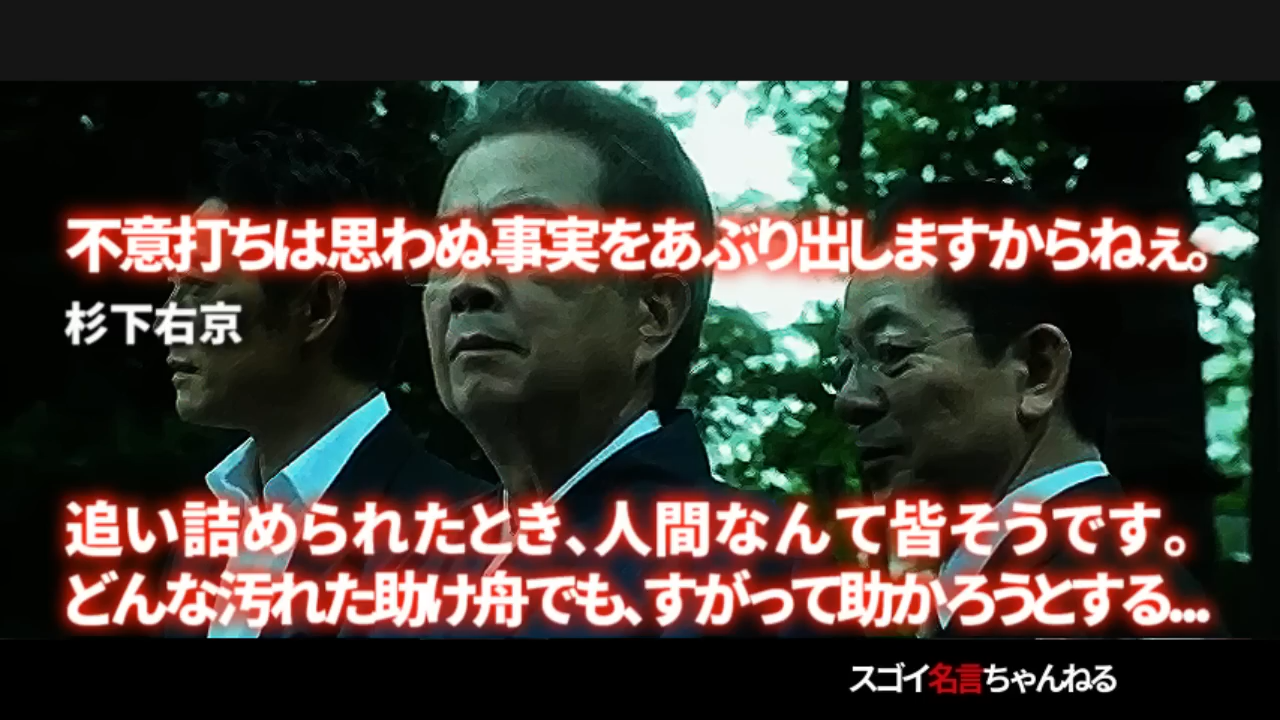 不意打ちは思わぬ事実をあぶり出しますからねぇ。
杉下右京
追い詰められたとき、人間なんて皆そうです。
どんな汚れた助け舟でも、すがって助かろうとする...
スゴイ名言ちゃんねる